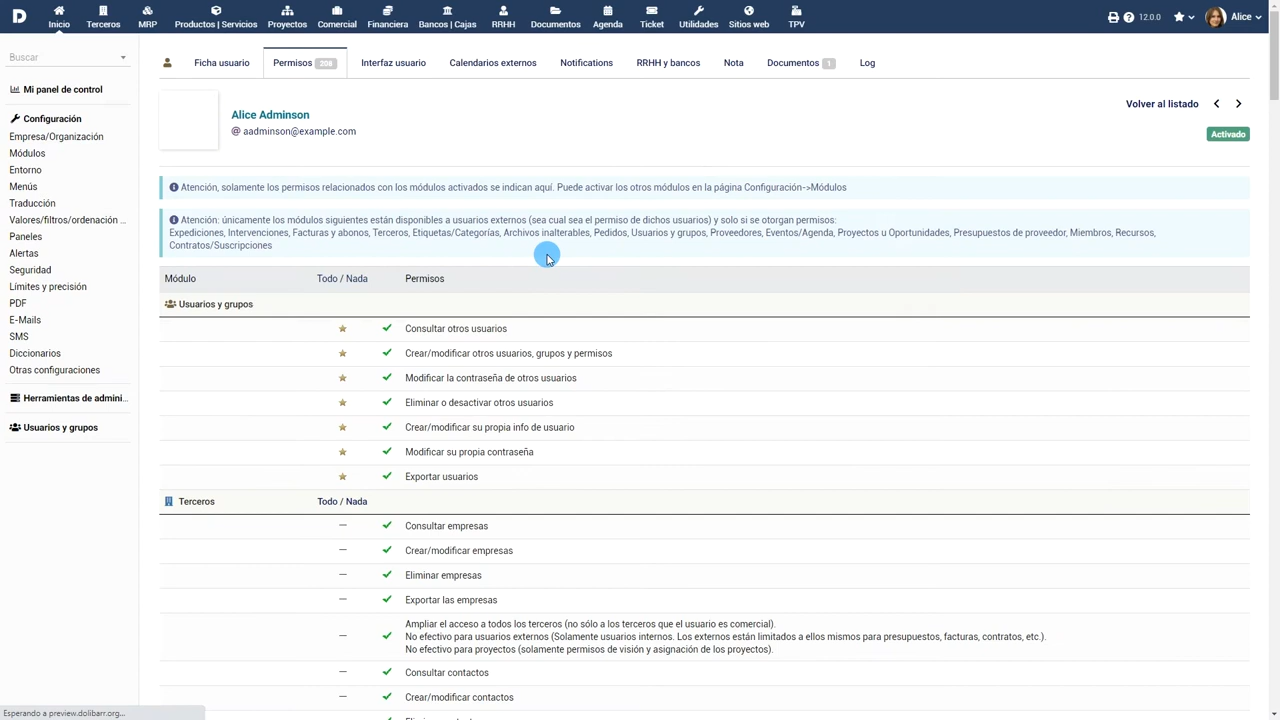 D
Inicio
Terceros
MRP
Productos | Servicios
Proyectos
Comercial
Financiera
Bancos | Cajas
RRHH
Documentos
Agenda
Ticket
Utilidades
Sitios web
TPV
12.0.0
Alice
Buscar
Ficha usuario
Permisos 208
Interfaz usuario
Calendarios externos
Notifications
RRHH y bancos
Nota
Documentos 1
Log
Mi panel de control
Configuración
Empresa/Organización
Módulos
Entorno
Menús
Traducción
Valores/filtros/ordenación ...
Paneles
Alertas
Seguridad
Límites y precisión
PDF
E-Mails
SMS
Diccionarios
Otras configuraciones
Herramientas de admini...
Usuarios y grupos
Alice Adminson
@ aadminson@example.com
Volver al listado
Activado
Atención, solamente los permisos relacionados con los módulos activados se indican aquí. Puede activar los otros módulos en la página Configuración->Módulos
Atención: únicamente los módulos siguientes están disponibles a usuarios externos (sea cual sea el permiso de dichos usuarios) y solo si se otorgan permisos:
Expediciones, Intervenciones, Facturas y abonos, Terceros, Etiquetas/Categorías, Archivos inalterables, Pedidos, Usuarios y grupos, Proveedores, Eventos/Agenda, Proyectos u Oportunidades, Presupuestos de proveedor, Miembros, Recursos,
Contratos/Suscripciones
Módulo Todo / Nada Permisos
Usuarios y grupos
Consultar otros usuarios
Crear/modificar otros usuarios, grupos y permisos
Modificar la contraseña de otros usuarios
Eliminar o desactivar otros usuarios
Crear/modificar su propia info de usuario
Modificar su propia contraseña
Exportar usuarios
Terceros Todo / Nada
Consultar empresas
Crear/modificar empresas
Eliminar empresas
Exportar las empresas
Ampliar el acceso a todos los terceros (no sólo a los terceros que el usuario es comercial).
No efectivo para usuarios externos (Solamente usuarios internos. Los externos están limitados a ellos mismos para presupuestos, facturas, contratos, etc.).
No efectivo para proyectos (solamente permisos de visión y asignación de los proyectos).
Consultar contactos
Crear/modificar contactos
Esperando a preview.dolibarr.org...